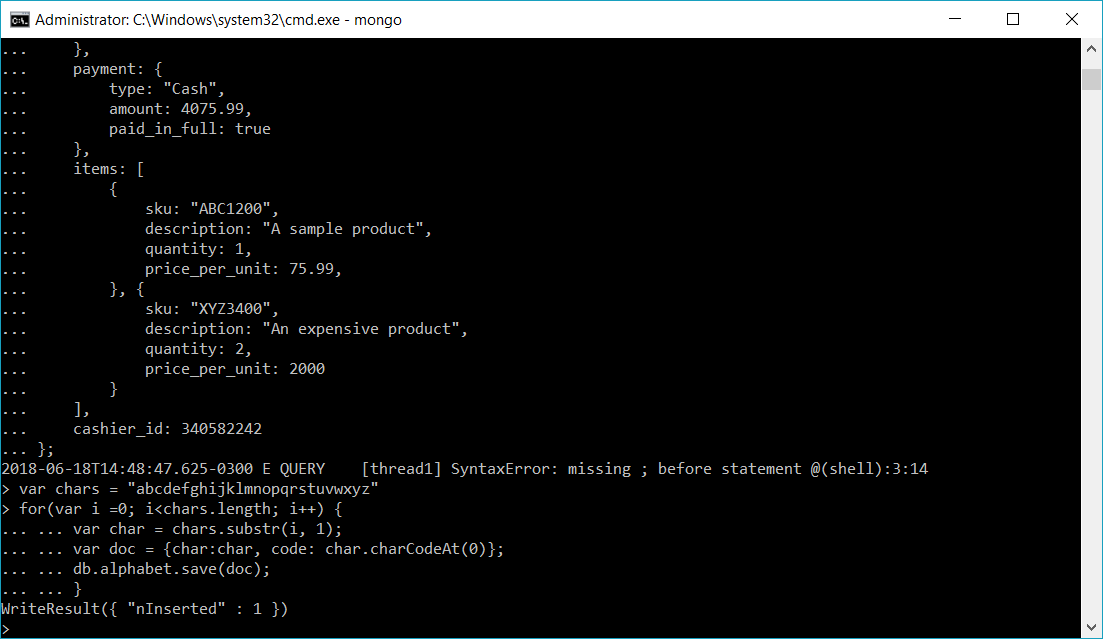 Administrator: C:\Windows\system32\cmd.exe - mongo
...     },
...     payment: {
...         type: "Cash",
...         amount: 4075.99,
...         paid_in_full: true
...     },
...     items: [
...         {
...             sku: "ABC1200",
...             description: "A sample product",
...             quantity: 1,
...             price_per_unit: 75.99,
...         }, {
...             sku: "XYZ3400",
...             description: "An expensive product",
...             quantity: 2,
...             price_per_unit: 2000
...         }
...     ],
...     cashier_id: 340582242
... };
2018-06-18T14:48:47.625-0300 E QUERY    [thread1] SyntaxError: missing ; before statement @(shell):3:14
> var chars = "abcdefghijklmnopqrstuvwxyz"
> for(var i =0; i<chars.length; i++) {
... ... var char = chars.substr(i, 1);
... ... var doc = {char:char, code: char.charCodeAt(0)};
... ... db.alphabet.save(doc);
... ... }
WriteResult({ "nInserted" : 1 })
>